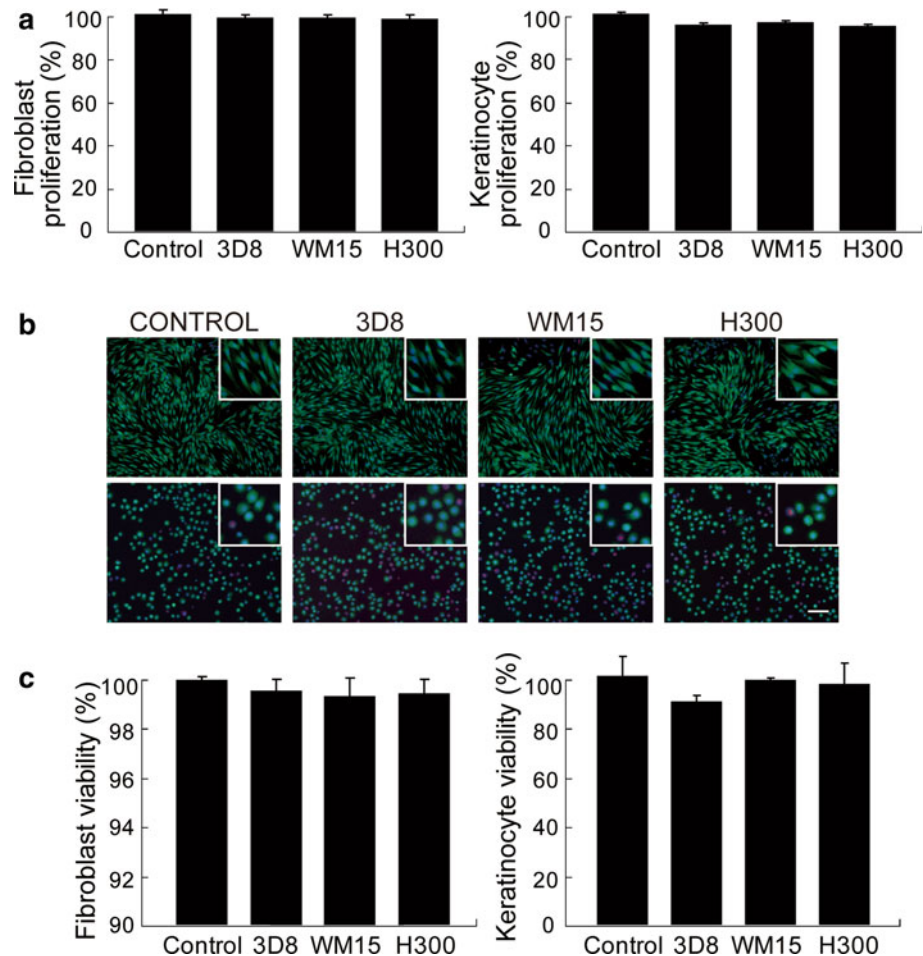 a
Fibroblast
proliferation (%)
100
80
60
40
20
0
Control 3D8 WM15 H300
Keratinocyte
proliferation (%)
100
80
60
40
20
0
Control 3D8 WM15 H300
b
CONTROL 3D8 WM15 H300
c
Fibroblast viability (%)
100
98
96
94
92
90
Control 3D8 WM15 H300
Keratinocyte viability (%)
100
80
60
40
20
0
Control 3D8 WM15 H300